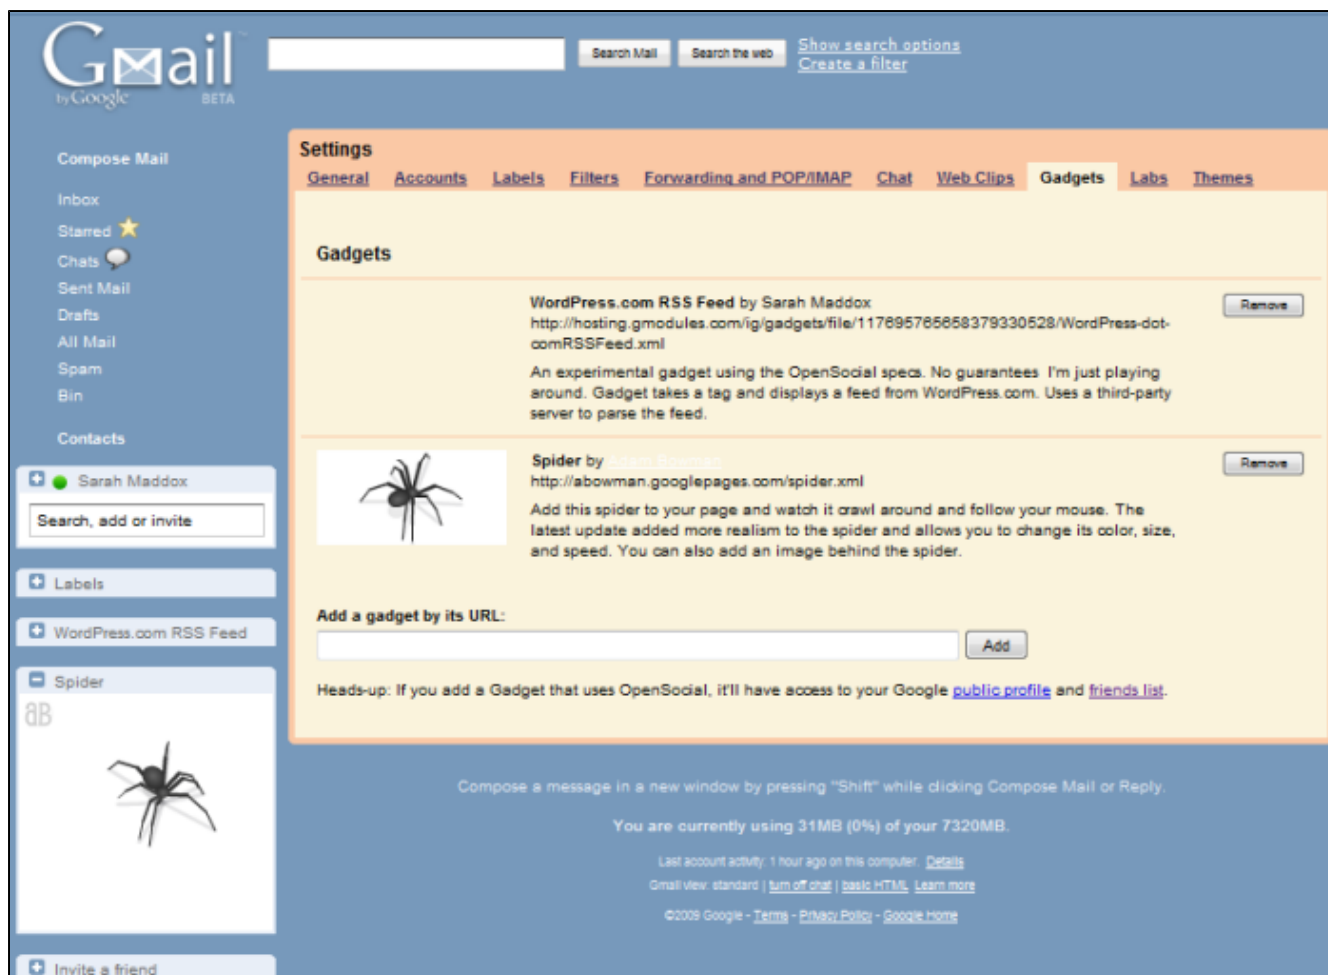 Gmail
by Google BETA
Search Mail
Search the web
Show search options
Create a filter
Compose Mail
Inbox
Starred
Chats
Sent Mail
Drafts
All Mail
Spam
Bin
Contacts
Sarah Maddox
Search, add or invite
Labels
WordPress.com RSS Feed
Spider
aB
Invite a friend
Settings
General Accounts Labels Filters Forwarding and POP/IMAP Chat Web Clips Gadgets Labs Themes
Gadgets
WordPress.com RSS Feed by Sarah Maddox
http://hosting.gmodules.com/ig/gadgets/file/117695765658379330528/WordPress-dot-
comRSSFeed.xml
An experimental gadget using the OpenSocial specs. No guarantees I'm just playing
around. Gadget takes a tag and displays a feed from WordPress.com. Uses a third-party
server to parse the feed.
Remove
Spider by Adam Bowman
http://abowman.googlepages.com/spider.xml
Add this spider to your page and watch it crawl around and follow your mouse. The
latest update added more realism to the spider and allows you to change its color, size,
and speed. You can also add an image behind the spider.
Remove
Add a gadget by its URL:
Add
Heads-up: If you add a Gadget that uses OpenSocial, it'll have access to your Google public profile and friends list.
Compose a message in a new window by pressing "Shift" while clicking Compose Mail or Reply.
You are currently using 31MB (0%) of your 7320MB.
Last account activity: 1 hour ago on this computer. Details
Gmail view: standard | turn off chat | basic HTML Learn more
©2009 Google - Terms - Privacy Policy - Google Home